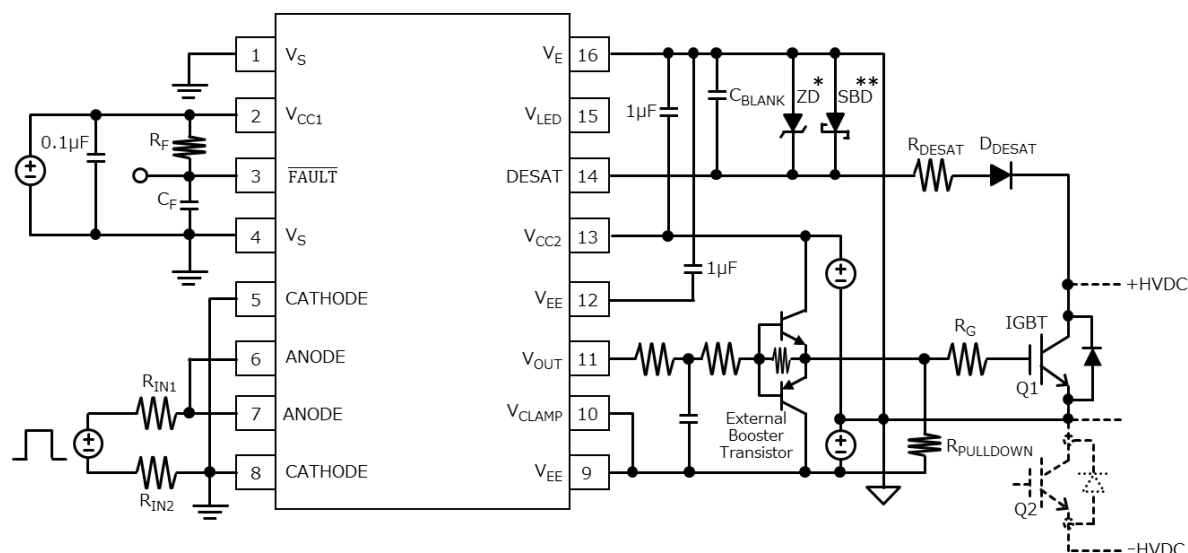 1 V_S
2 V_CC1
3 FAULT
4 V_S
5 CATHODE
6 ANODE
7 ANODE
8 CATHODE
V_E 16
V_LED 15
DESAT 14
V_CC2 13
V_EE 12
V_OUT 11
V_CLAMP 10
V_EE 9
0.1μF
R_F
C_F
R_IN1
R_IN2
1μF
C_BLANK
ZD*
SBD**
R_DESAT
D_DESAT
1μF
+HVDC
IGBT
R_G
Q1
External
Booster
Transistor
R_PULLDOWN
Q2
-HVDC